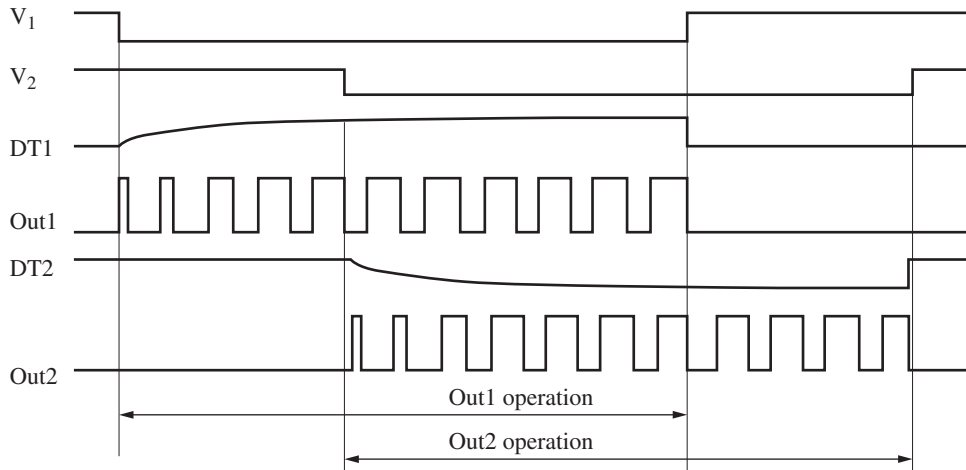 V1
V2
DT1
Out1
DT2
Out2
Out1 operation
Out2 operation